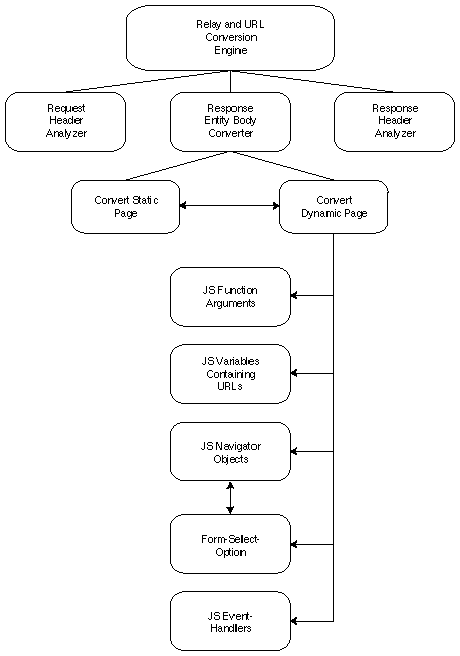 Relay and URL
Conversion
Engine
Request
Header
Analyzer
Response
Entity Body
Converter
Response
Header
Analyzer
Convert Static
Page
Convert
Dynamic Page
JS Function
Arguments
JS Variables
Containing
URLs
JS Navigator
Objects
Form-Select-
Option
JS Event-
Handlers